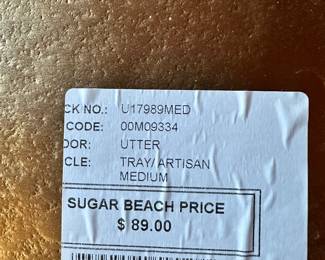 CK NO.: U17989MED
CODE: 00M09334
DOR: UTTER
CLE: TRAY/ARTISAN
MEDIUM
SUGAR BEACH PRICE
$ 89.00